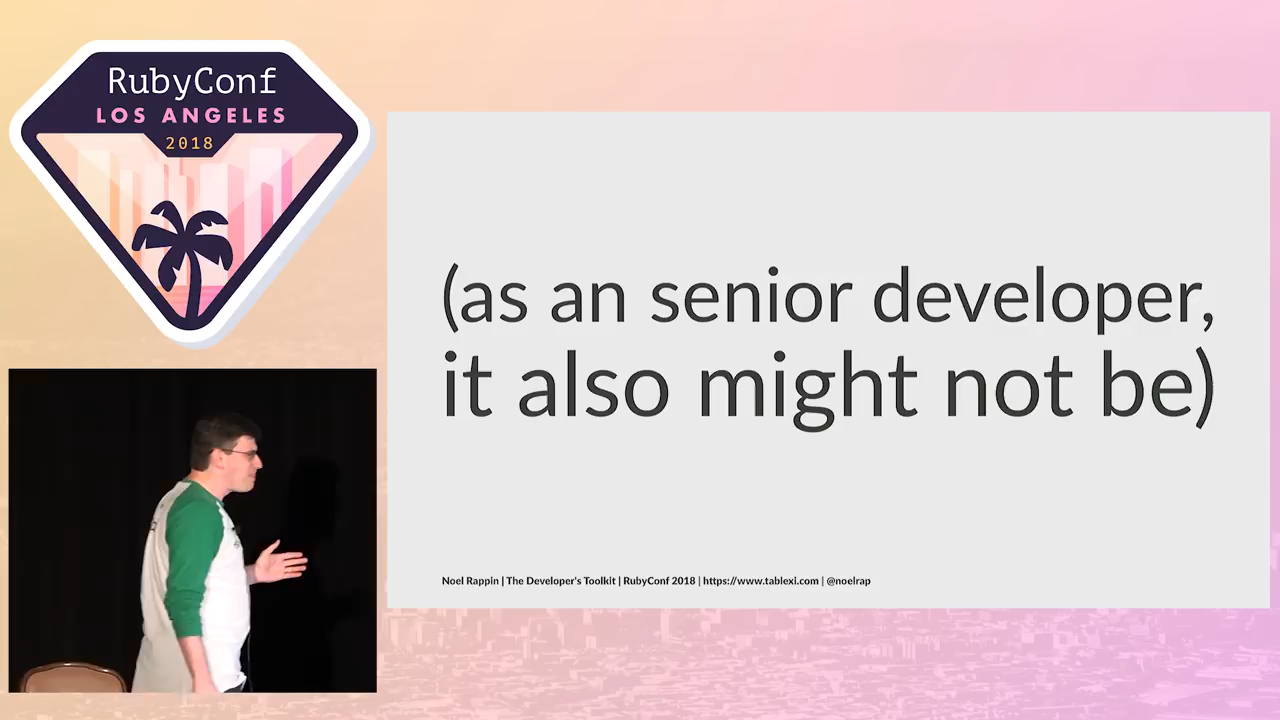 RubyConf
LOS ANGELES
2018
(as an senior developer,
it also might not be)
Noel Rappin | The Developer's Toolkit | RubyConf 2018 | https://www.tablexi.com | @noelrap